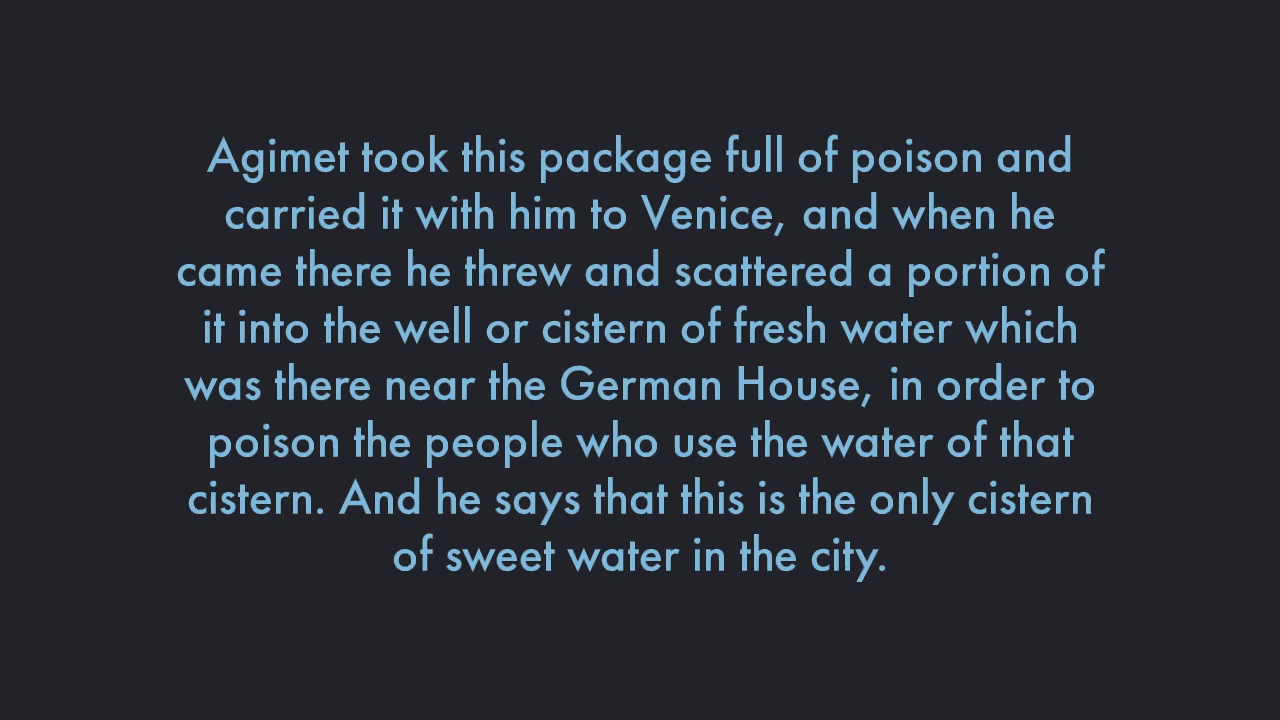 Agimet took this package full of poison and
carried it with him to Venice, and when he
came there he threw and scattered a portion of
it into the well or cistern of fresh water which
was there near the German House, in order to
poison the people who use the water of that
cistern. And he says that this is the only cistern
of sweet water in the city.